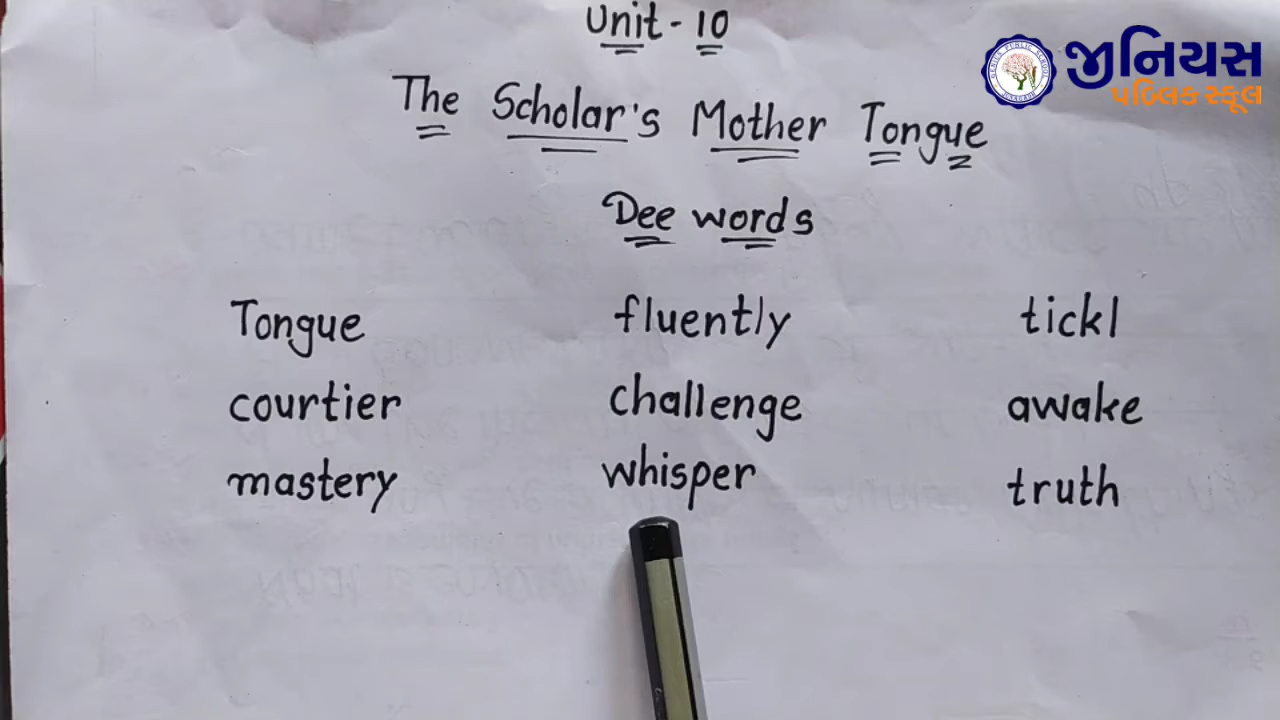 Unit - 10
જીનિયસ
પબ્લિક સ્કૂલ
The Scholar's Mother Tongue
Dee words
Tongue fluently tickl
courtier challenge awake
mastery whisper truth